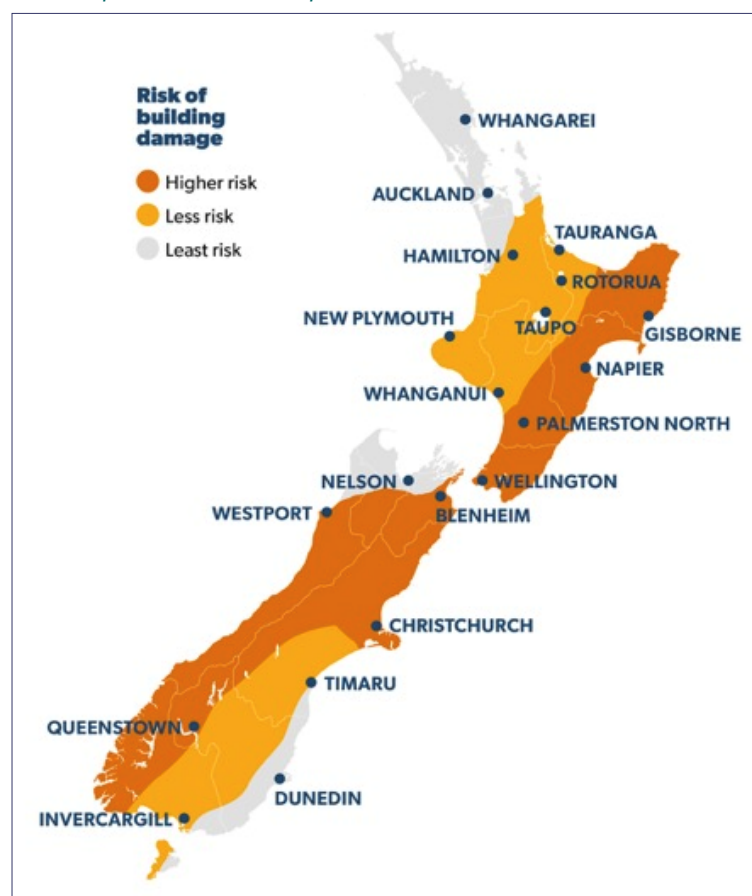 Risk of
building
damage
Higher risk
Less risk
Least risk
WHANGAREI
AUCKLAND
TAURANGA
HAMILTON
ROTORUA
NEW PLYMOUTH
TAUPO
GISBORNE
NAPIER
WHANGANUI
PALMERSTON NORTH
NELSON
WELLINGTON
WESTPORT
BLENHEIM
CHRISTCHURCH
TIMARU
QUEENSTOWN
DUNEDIN
INVERCARGILL